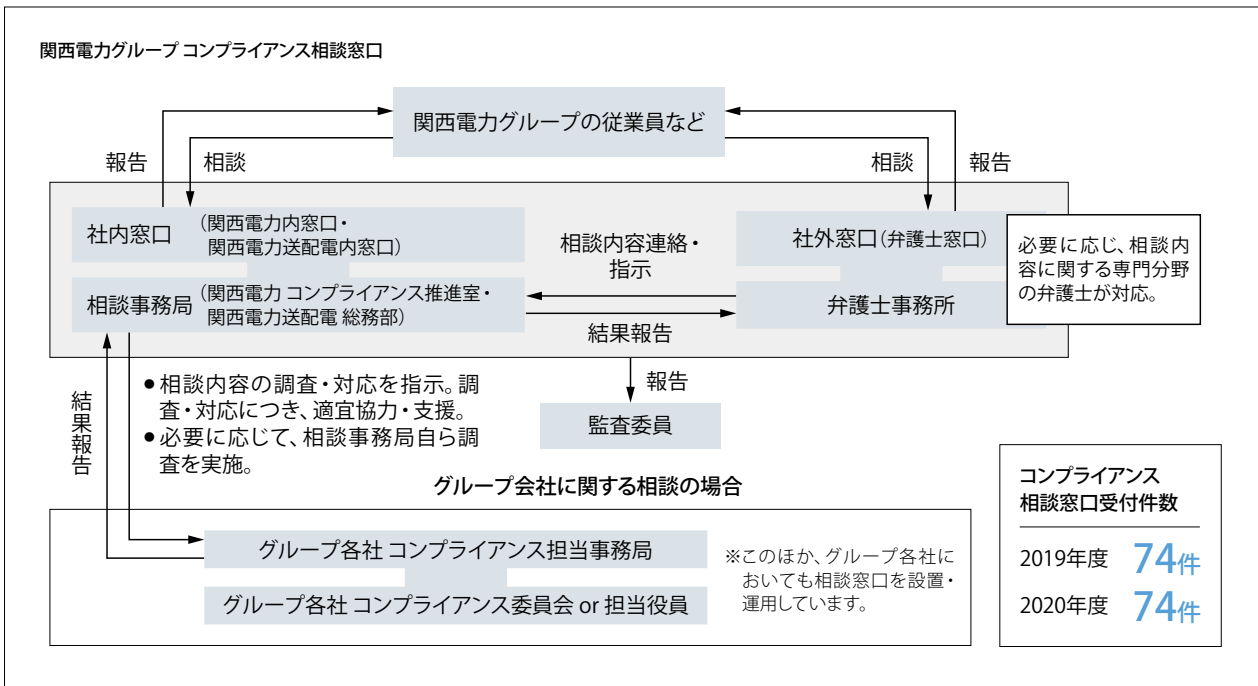 関西電力グループ コンプライアンス相談窓口
関西電力グループの従業員など
報告
相談
相談
報告
社内窓口
（関西電力内窓口・
関西電力送配電内窓口）
相談内容連絡・
指示
社外窓口（弁護士窓口）
必要に応じ、相談内
容に関する専門分野
の弁護士が対応。
相談事務局
（関西電力 コンプライアンス推進室・
関西電力送配電 総務部）
弁護士事務所
結果報告
報告
監査委員
結果報告
●相談内容の調査・対応を指示。調
査・対応につき、適宜協力・支援。
●必要に応じて、相談事務局自ら調
査を実施。
グループ会社に関する相談の場合
グループ各社 コンプライアンス担当事務局
グループ各社 コンプライアンス委員会 or 担当役員
※このほか、グループ各社に
おいても相談窓口を設置・
運用しています。
コンプライアンス
相談窓口受付件数
2019年度 74件
2020年度 74件